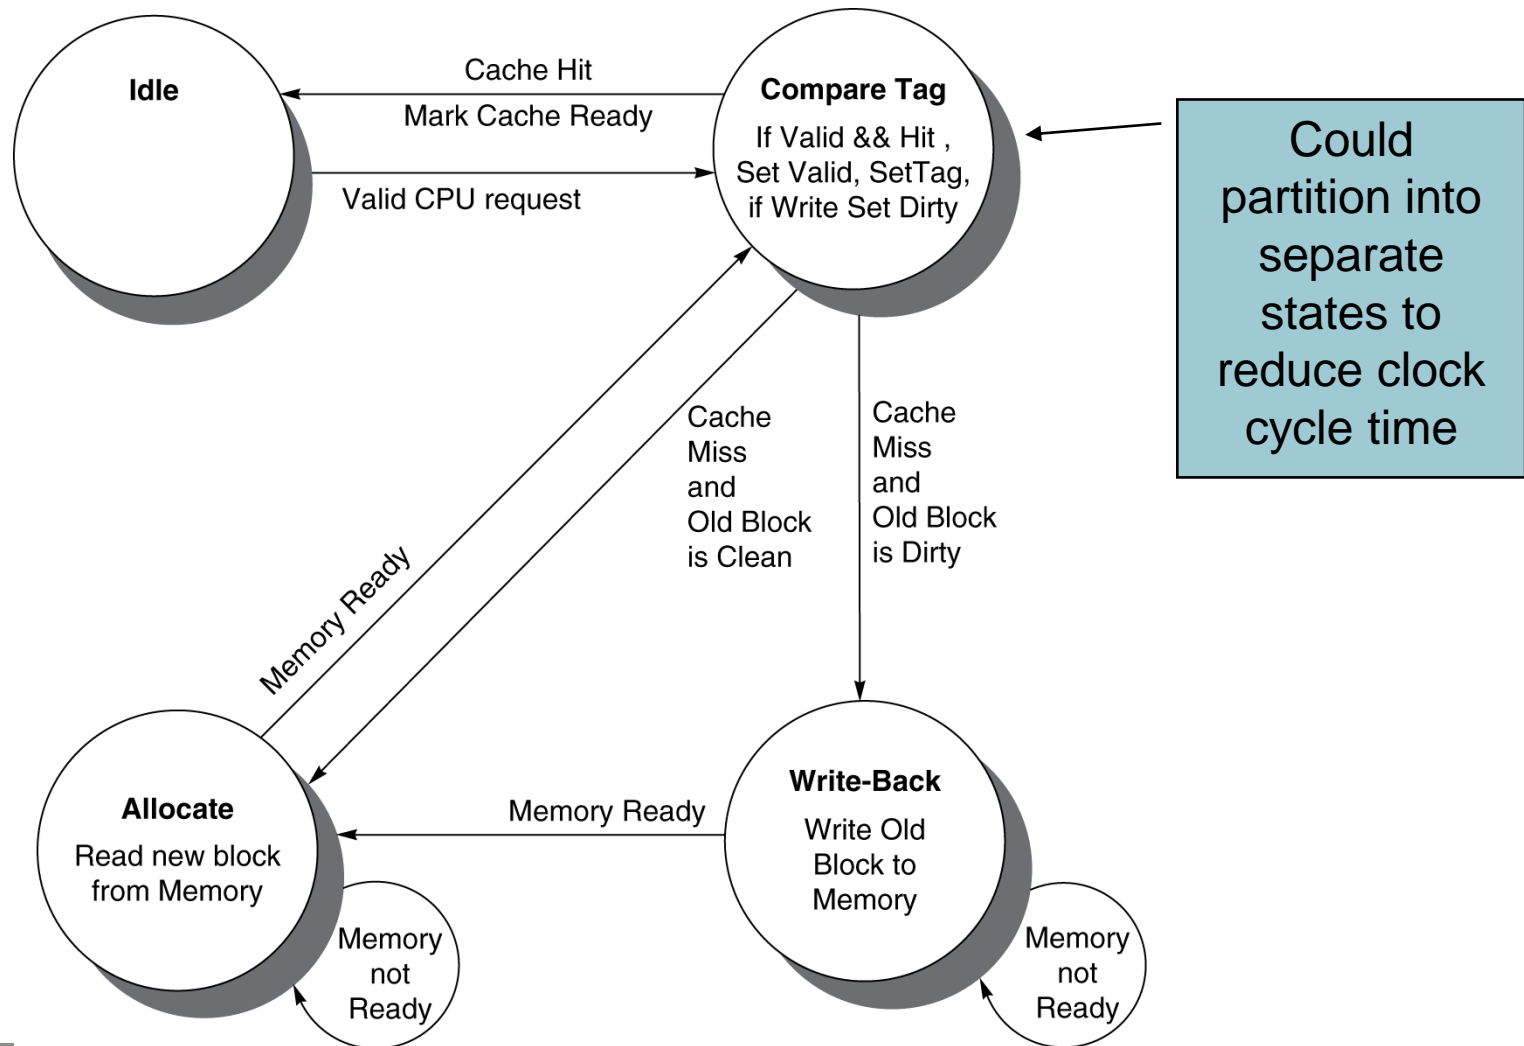 Idle
Cache Hit
Mark Cache Ready
Valid CPU request
Compare Tag
If Valid && Hit ,
Set Valid, SetTag,
if Write Set Dirty
Could
partition into
separate
states to
reduce clock
cycle time
Cache
Miss
and
Old Block
is Clean
Cache
Miss
and
Old Block
is Dirty
Memory Ready
Allocate
Read new block
from Memory
Memory Ready
Write-Back
Write Old
Block to
Memory
Memory
not
Ready
Memory
not
Ready